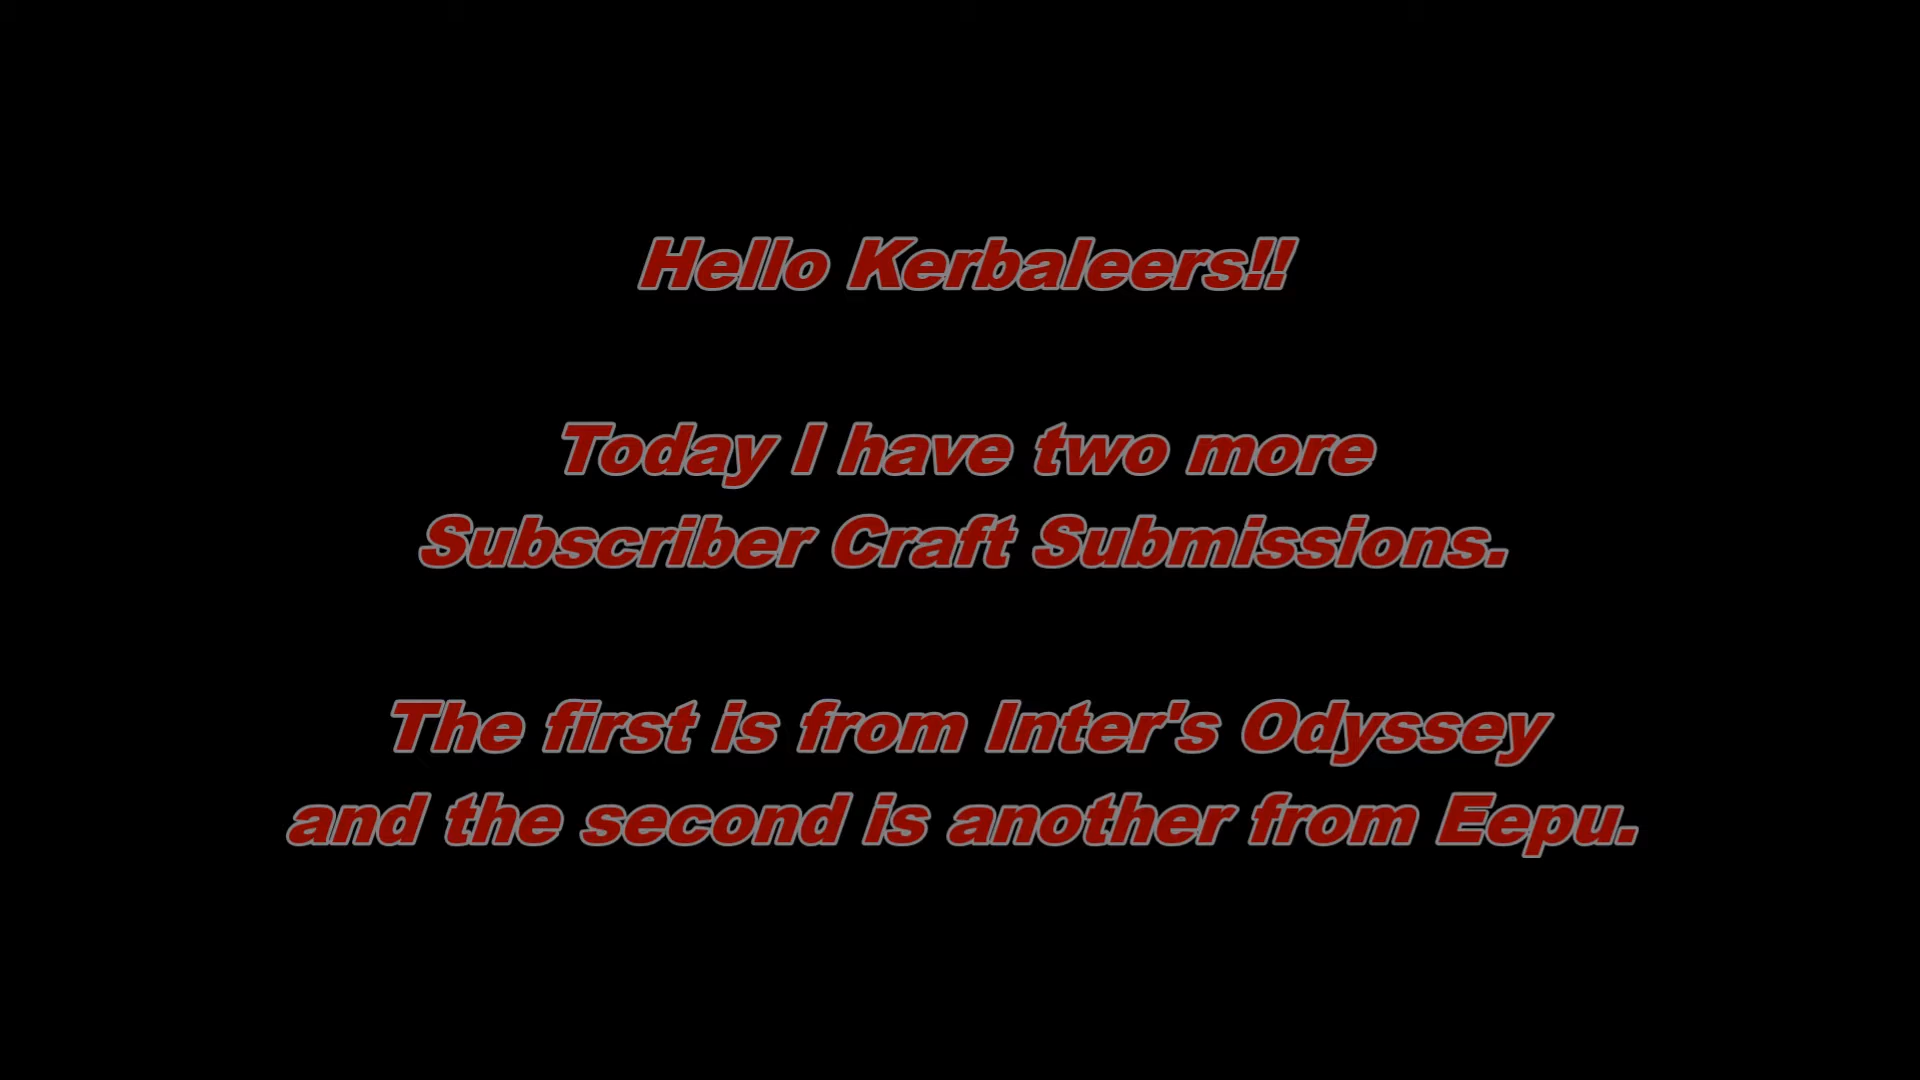 Hello Kerbaleers!!
Today I have two more
Subscriber Craft Submissions.
The first is from Inter's Odyssey
and the second is another from Eepu.